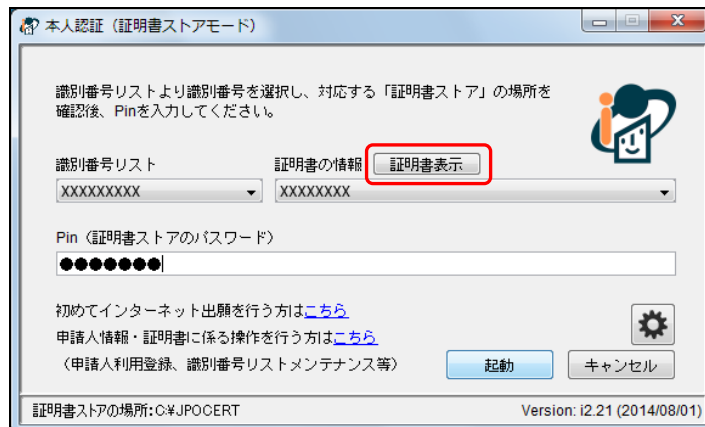 本人認証（証明書ストアモード）
識別番号リストより識別番号を選択し、対応する「証明書ストア」の場所を
確認後、Pinを入力してください。
識別番号リスト 証明書の情報 証明書表示
XXXXXXXXX XXXXXXXX
Pin（証明書ストアのパスワード）
●●●●●●●
初めてインターネット出願を行う方はこちら
申請人情報・証明書に係る操作を行う方はこちら
（申請人利用登録、識別番号リストメンテナンス等） 起動 キャンセル
証明書ストアの場所:C:¥JPOCERT Version: i2.21 (2014/08/01)